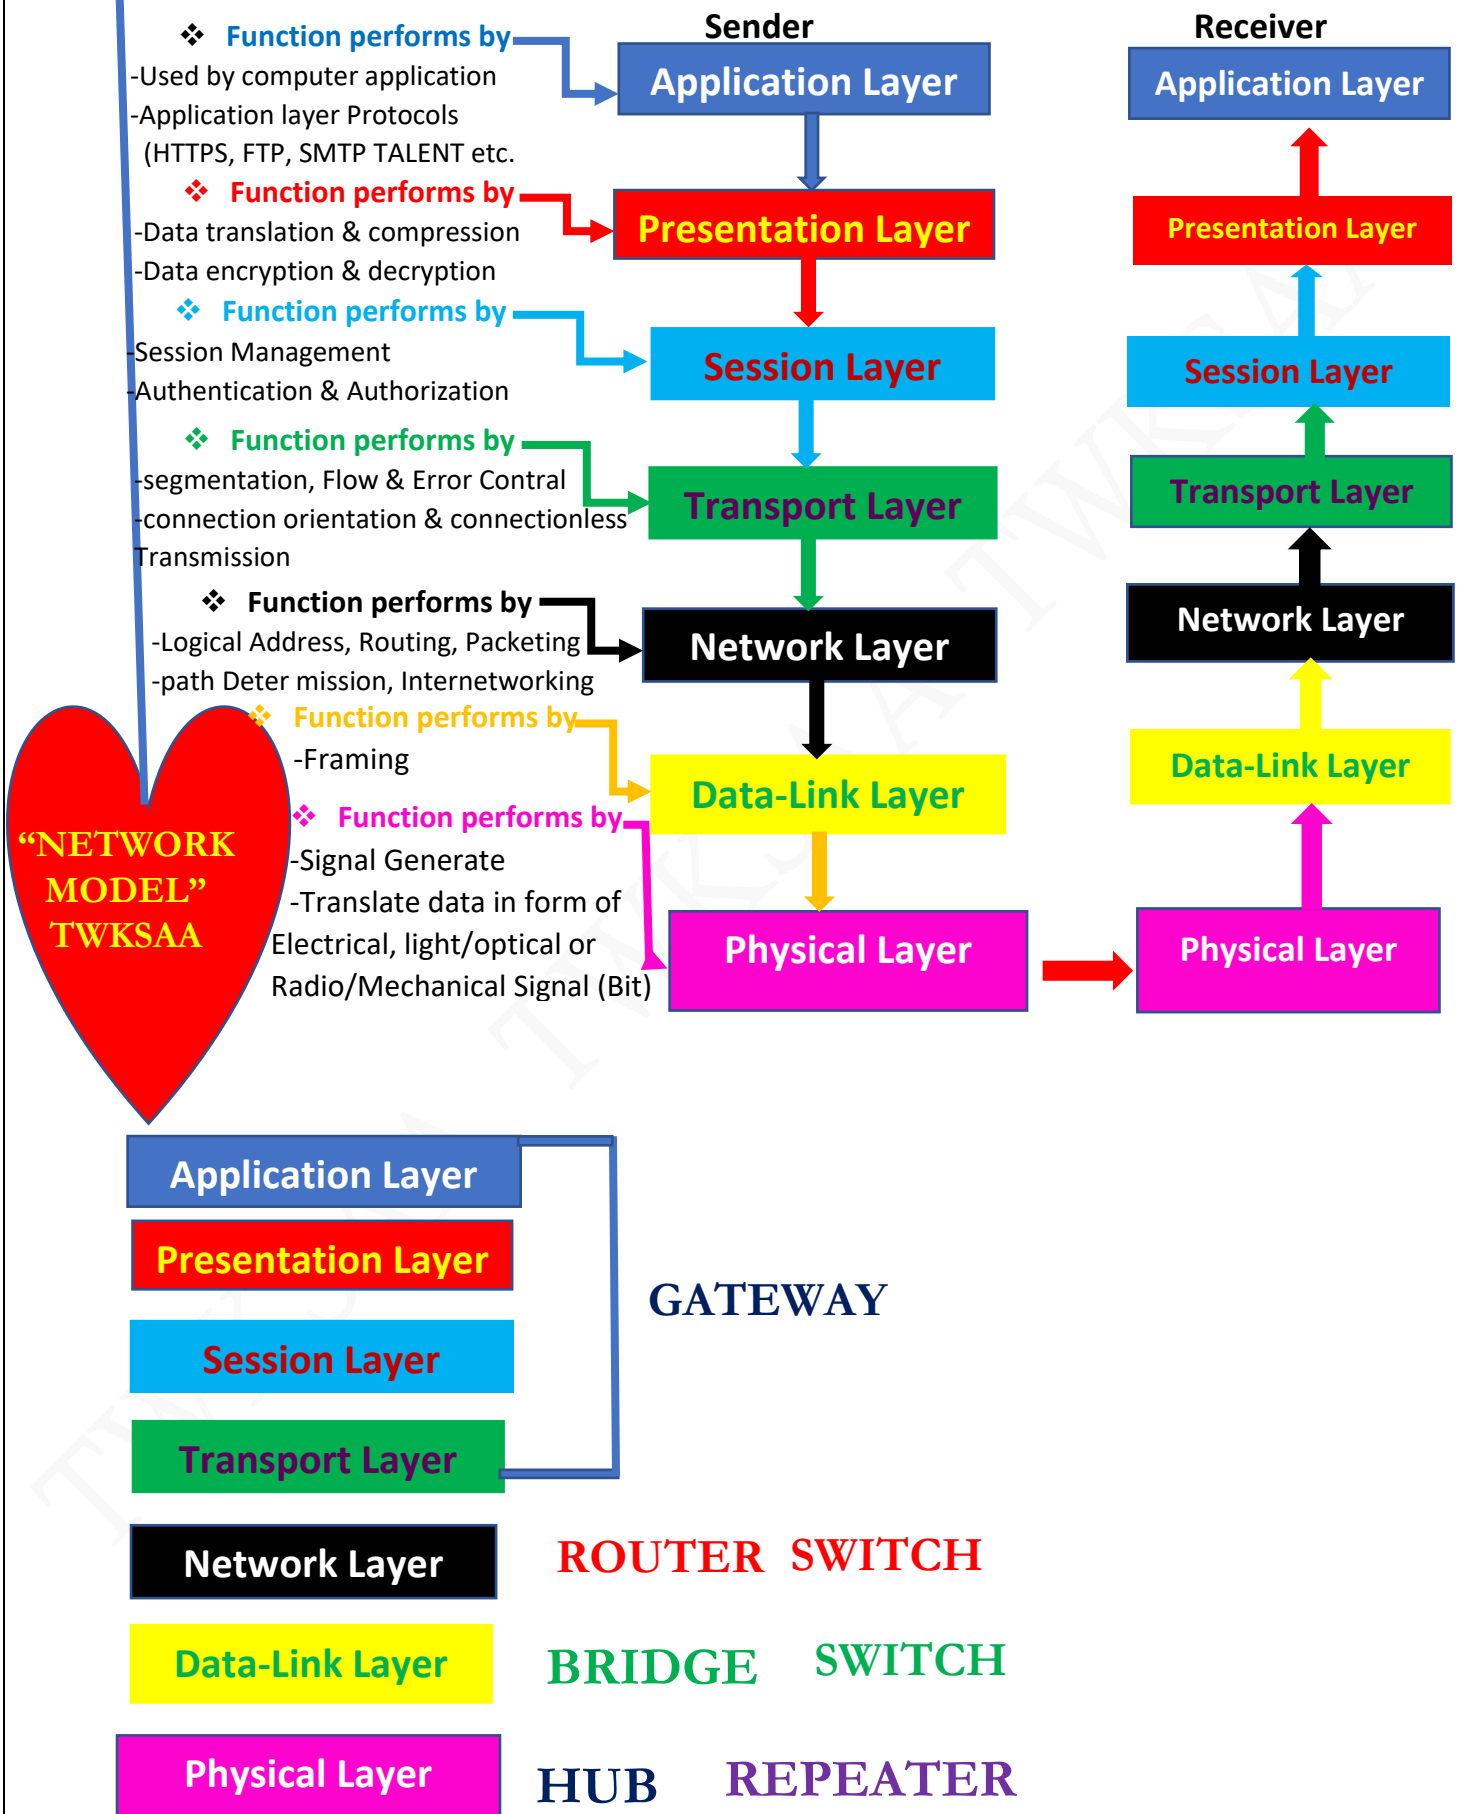 Sender
Receiver
❖ Function performs by
-Used by computer application
-Application layer Protocols
(HTTPS, FTP, SMTP TALENT etc.
❖ Function performs by
-Data translation & compression
-Data encryption & decryption
❖ Function performs by
-Session Management
-Authentication & Authorization
❖ Function performs by
-segmentation, Flow & Error Contral
-connection orientation & connectionless
Transmission
❖ Function performs by
-Logical Address, Routing, Packeting
-path Deter mission, Internetworking
❖ Function performs by
-Framing
❖ Function performs by
-Signal Generate
-Translate data in form of
Electrical, light/optical or
Radio/Mechanical Signal (Bit)
Application Layer
Presentation Layer
Session Layer
Transport Layer
Network Layer
Data-Link Layer
Physical Layer
Application Layer
Presentation Layer
Session Layer
Transport Layer
Network Layer
Data-Link Layer
Physical Layer
“NETWORK
MODEL”
TWKSAA
Application Layer
Presentation Layer
Session Layer
Transport Layer
GATEWAY
Network Layer
ROUTER SWITCH
Data-Link Layer
BRIDGE SWITCH
Physical Layer
HUB REPEATER
TWKSAA TWKSAA TWKSAA